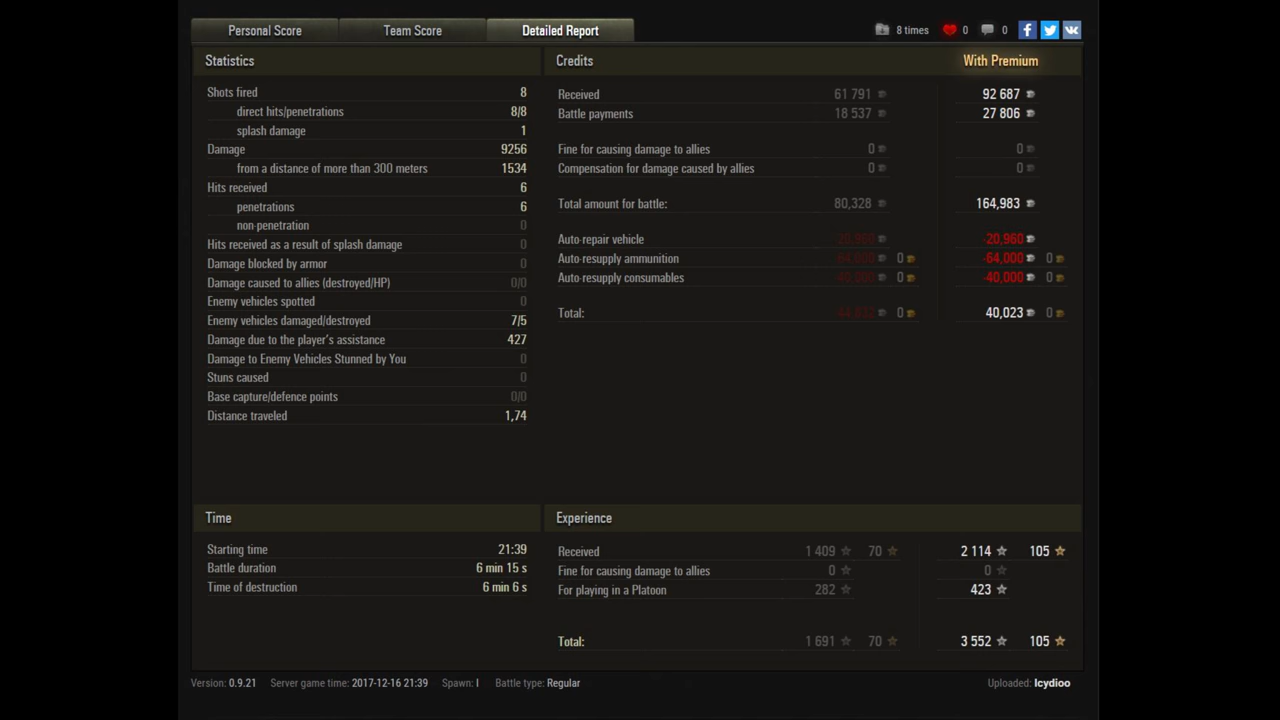 Personal Score Team Score Detailed Report 8 times 0 0
Statistics Credits With Premium
Shots fired 8
direct hits/penetrations 8/8
splash damage 1
Damage 9256
from a distance of more than 300 meters 1534
Hits received 6
penetrations 6
non-penetration 0
Hits received as a result of splash damage 0
Damage blocked by armor 0
Damage caused to allies (destroyed/HP) 0/0
Enemy vehicles spotted 0
Enemy vehicles damaged/destroyed 7/5
Damage due to the player's assistance 427
Damage to Enemy Vehicles Stunned by You 0
Stuns caused 0
Base capture/defence points 0/0
Distance traveled 1,74
Received 61 791 92 687
Battle payments 18 537 27 806
Fine for causing damage to allies 0 0
Compensation for damage caused by allies 0 0
Total amount for battle: 80,328 164,983
Auto repair vehicle -20,960 -20,960
Auto resupply ammunition -64,000 0 -64,000 0
Auto resupply consumables -40,000 0 -40,000 0
Total: 0 40,023 0
Time
Starting time 21:39
Battle duration 6 min 15 s
Time of destruction 6 min 6 s
Experience
Received 1 409 70 2 114 105
Fine for causing damage to allies 0 0
For playing in a Platoon 282 423
Total: 1 691 70 3 552 105
Version: 0.9.21 Server game time: 2017-12-16 21:39 Spawn: I Battle type: Regular Uploaded: Icydioo